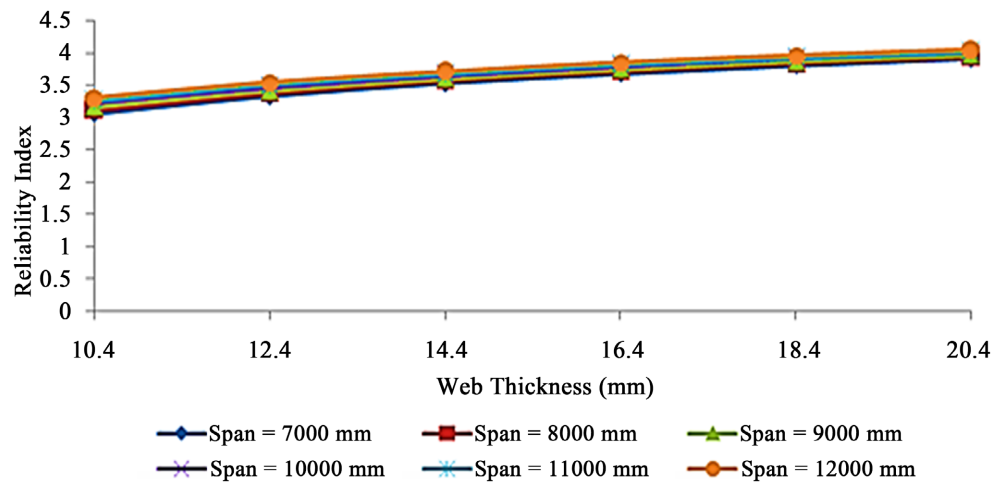 4.5
4
3.5
3
2.5
2
1.5
1
0.5
0
Reliability Index
10.4 12.4 14.4 16.4 18.4 20.4
Web Thickness (mm)
Span = 7000 mm Span = 8000 mm Span = 9000 mm
Span = 10000 mm Span = 11000 mm Span = 12000 mm